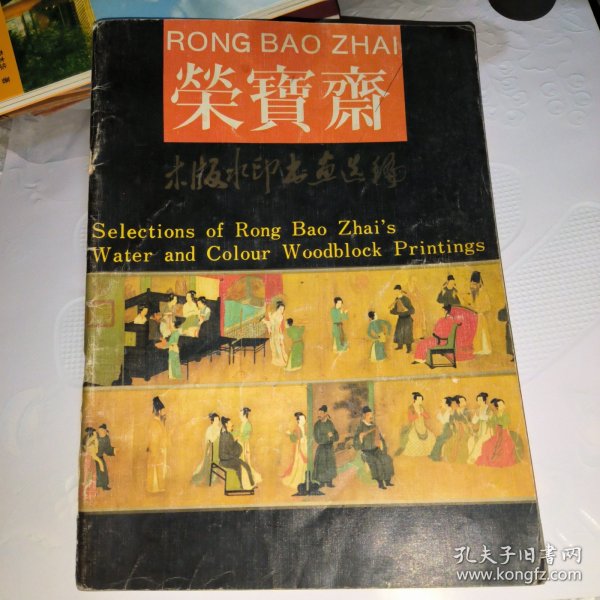 RONG BAO ZHAI
榮寶齋
木版水印书画选编
Selections of Rong Bao Zhai's
Water and Colour Woodblock Printings
孔夫子旧书网
www.kongfz.com